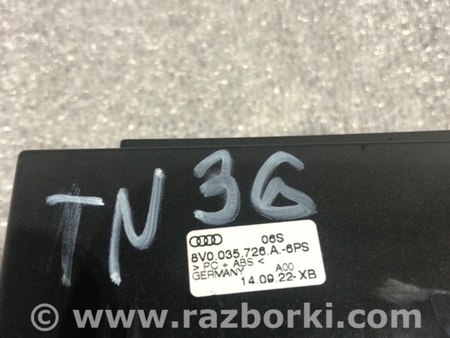 TN 36
06S
8V0.035.726.A.-6PS
> PC + ABS <
GERMANY A00
14.09.22-XB
© www.razborki.com